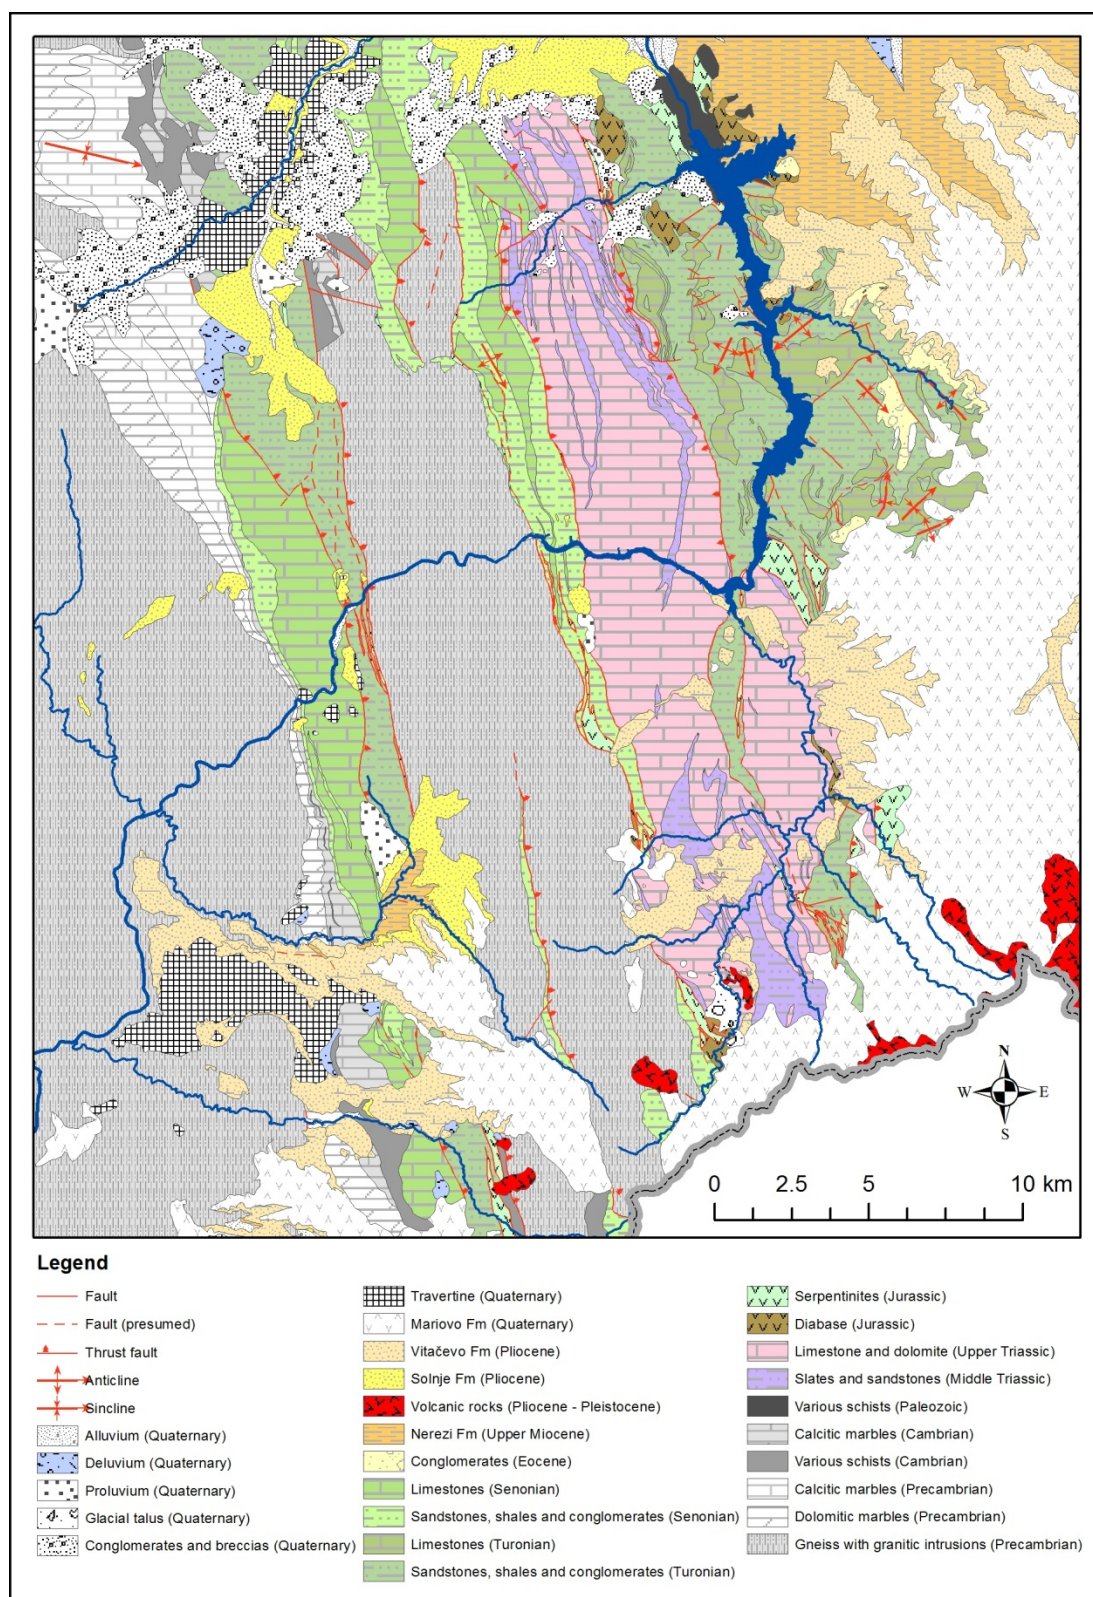 N
W E
S
0 2.5 5 10 km
Legend
Fault
Fault (presumed)
Thrust fault
Anticline
Sincline
Alluvium (Quaternary)
Deluvium (Quaternary)
Proluvium (Quaternary)
Glacial talus (Quaternary)
Conglomerates and breccias (Quaternary)
Travertine (Quaternary)
Mariovo Fm (Quaternary)
Vitačevo Fm (Pliocene)
Solnje Fm (Pliocene)
Volcanic rocks (Pliocene - Pleistocene)
Nerezi Fm (Upper Miocene)
Conglomerates (Eocene)
Limestones (Senonian)
Sandstones, shales and conglomerates (Senonian)
Limestones (Turonian)
Sandstones, shales and conglomerates (Turonian)
Serpentinites (Jurassic)
Diabase (Jurassic)
Limestone and dolomite (Upper Triassic)
Slates and sandstones (Middle Triassic)
Various schists (Paleozoic)
Calcitic marbles (Cambrian)
Various schists (Cambrian)
Calcitic marbles (Precambrian)
Dolomitic marbles (Precambrian)
Gneiss with granitic intrusions (Precambrian)